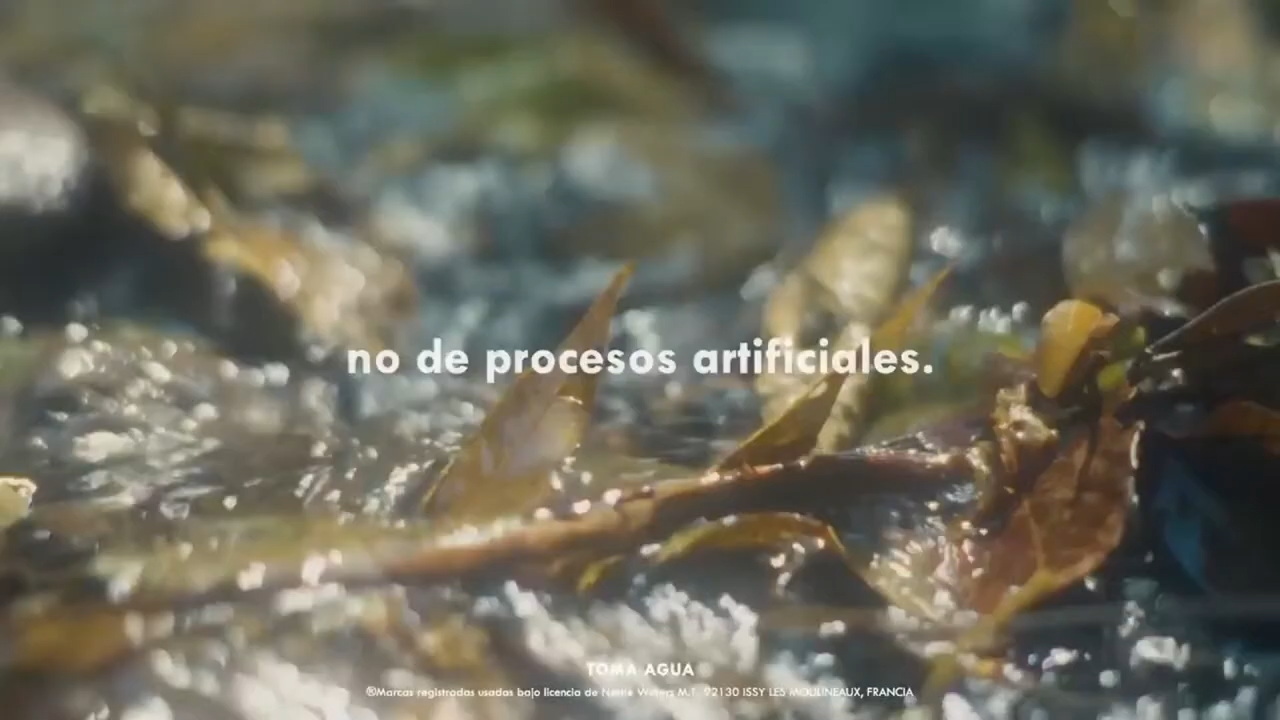 no de procesos artificiales.
TOMA AGUA
®Marcas registradas usadas bajo licencia de Nestlé Waters M.T. 92130 ISSY LES MOULINEAUX, FRANCIA